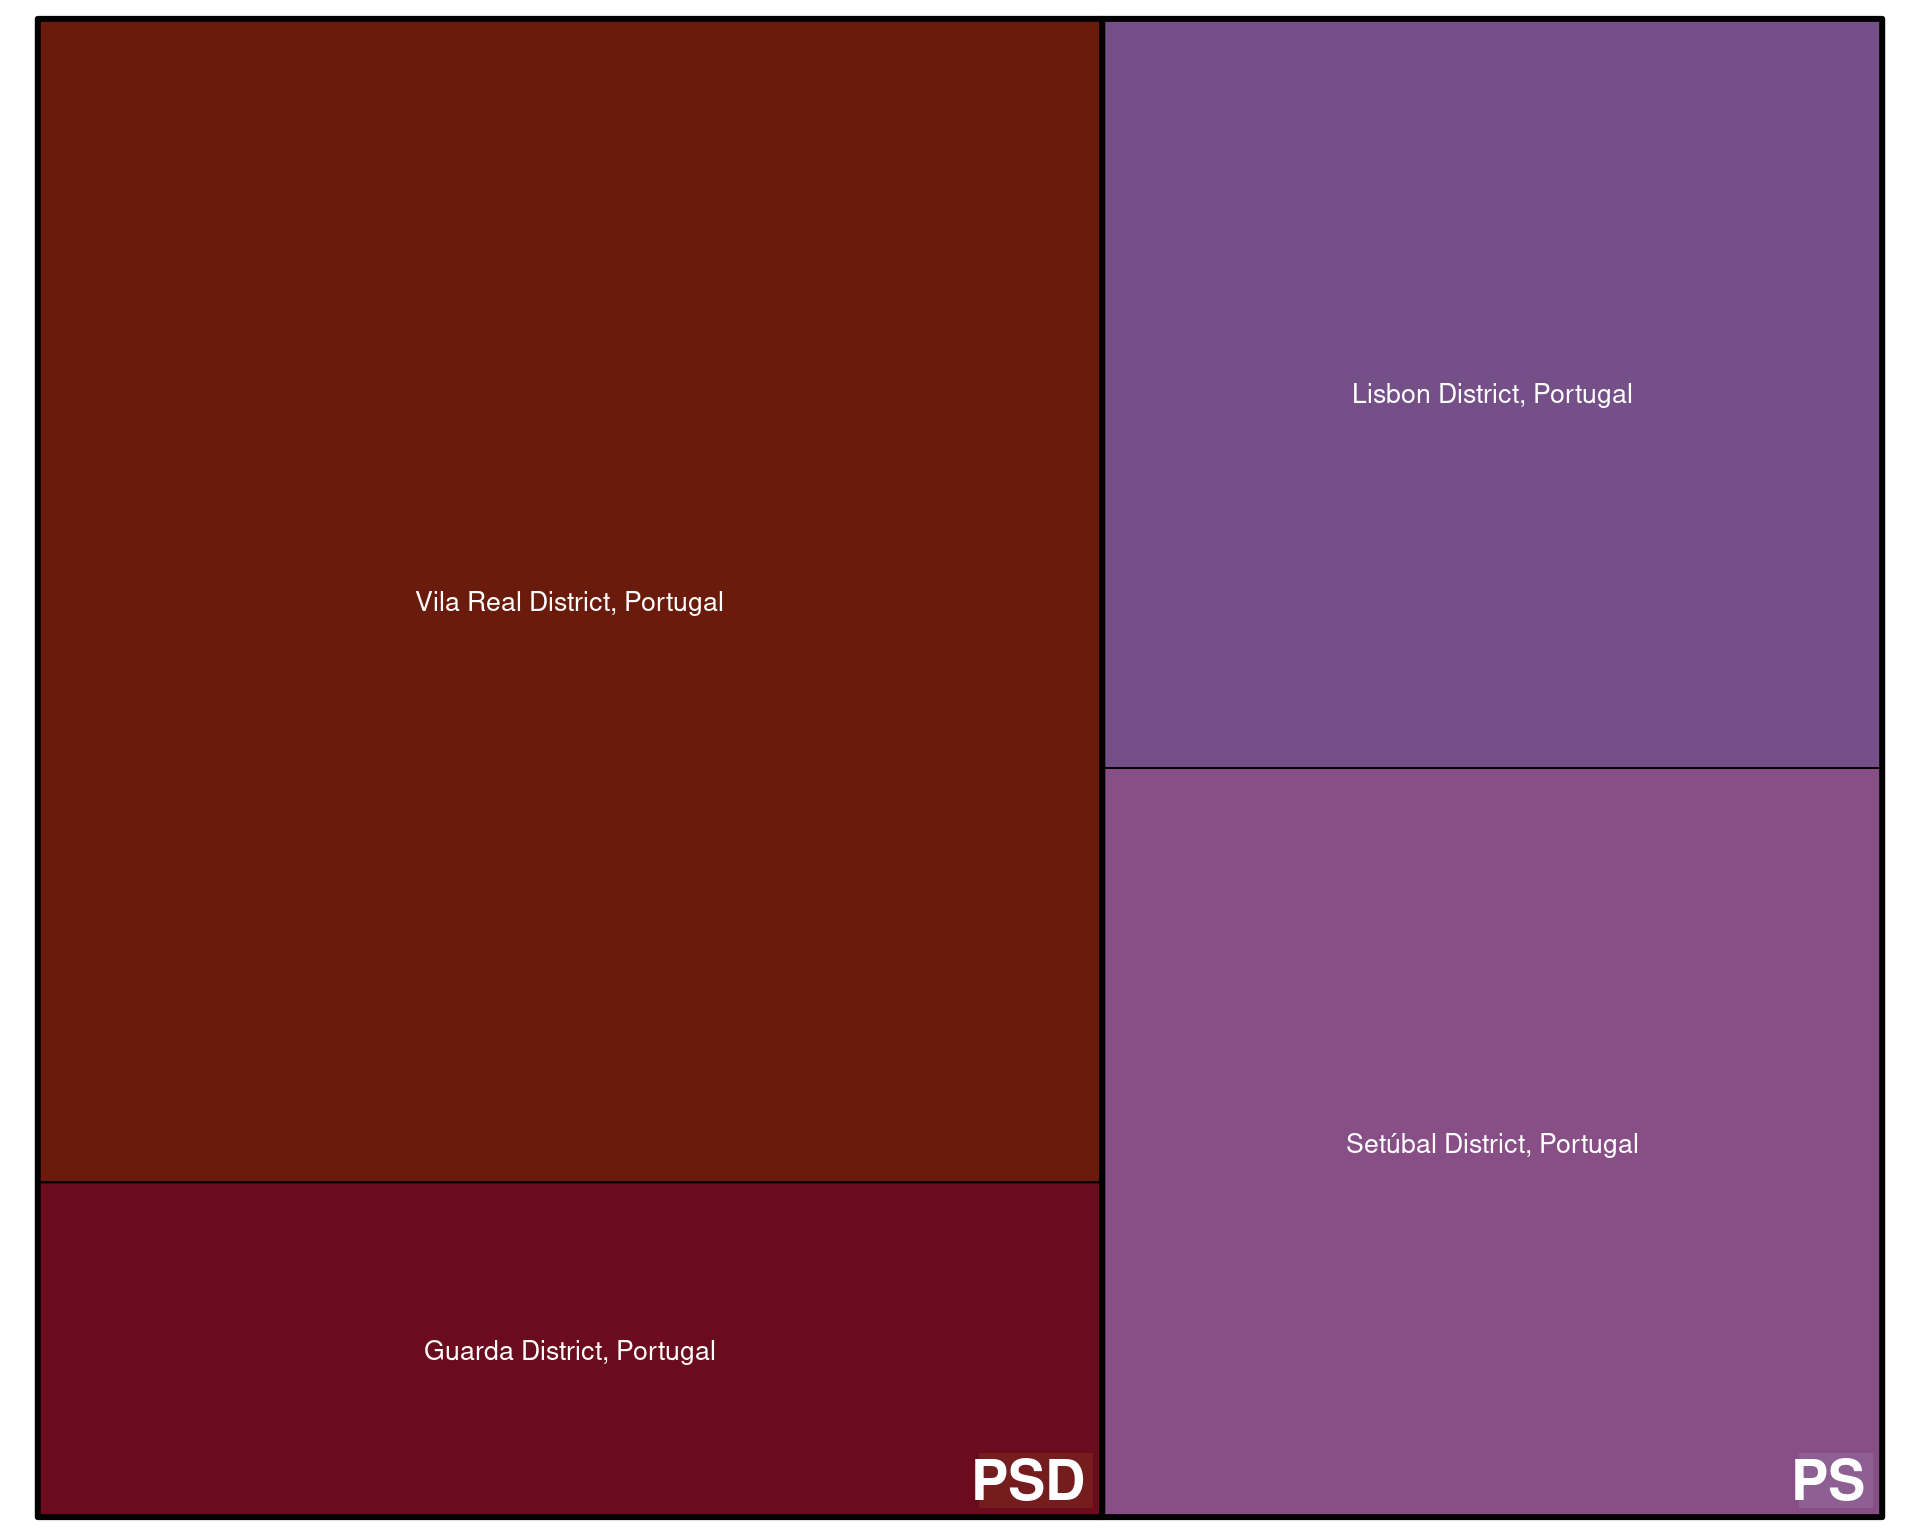 Vila Real District, Portugal
Guarda District, Portugal
PSD
Lisbon District, Portugal
Setúbal District, Portugal
PS